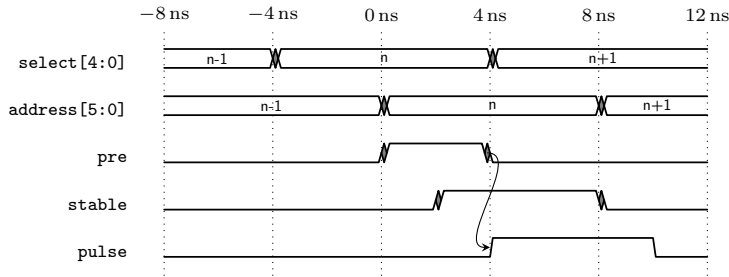 −8 ns −4 ns 0 ns 4 ns 8 ns 12 ns
select[4:0] n-1 n n+1
address[5:0] n-1 n n+1
pre
stable
pulse